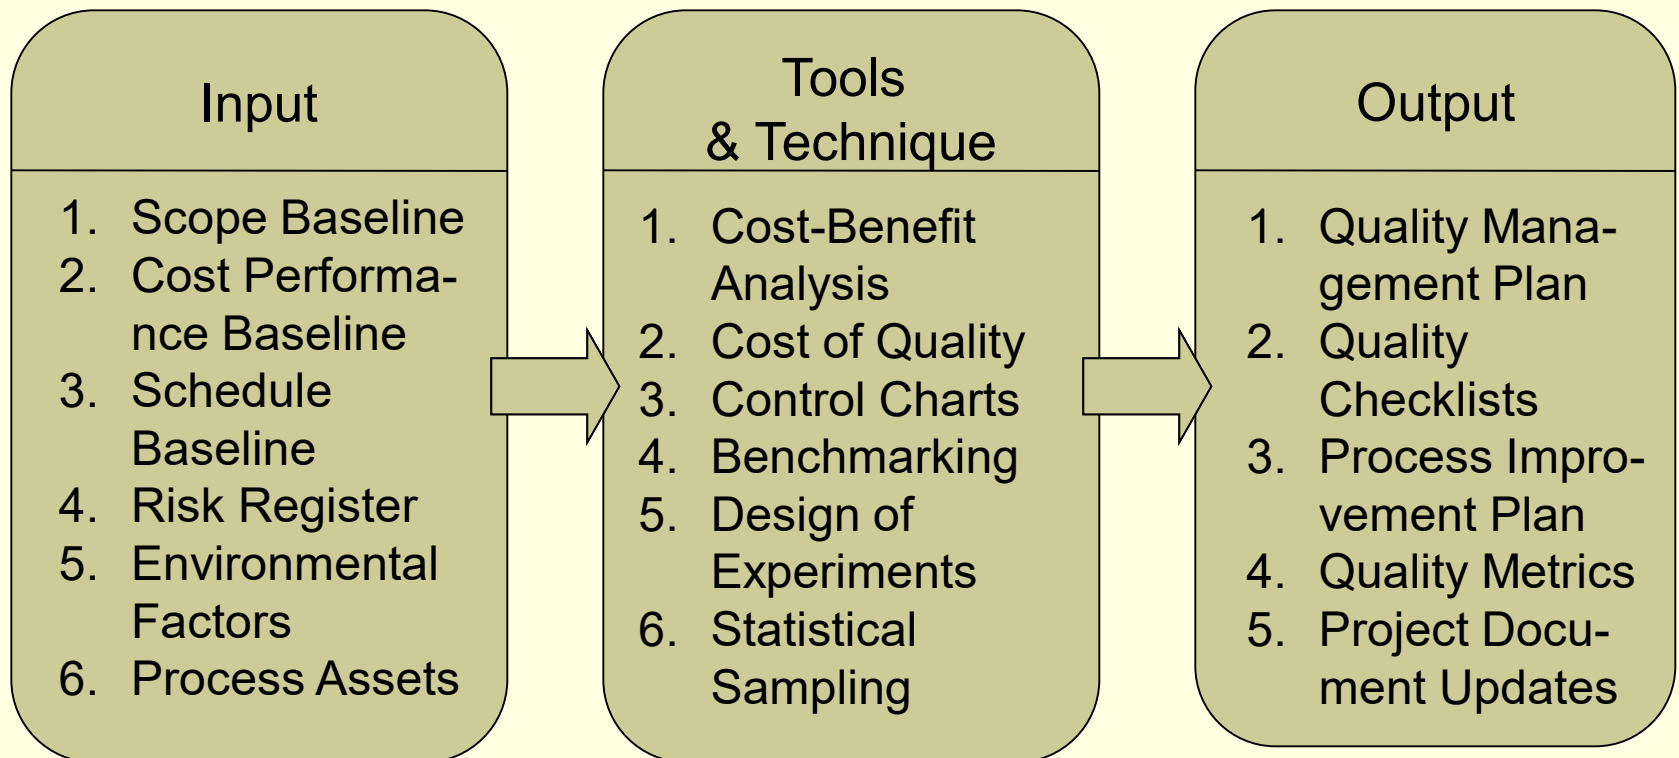 Input
1. Scope Baseline
2. Cost Performa-
nce Baseline
3. Schedule
Baseline
4. Risk Register
5. Environmental
Factors
6. Process Assets
Tools
& Technique
1. Cost-Benefit
Analysis
2. Cost of Quality
3. Control Charts
4. Benchmarking
5. Design of
Experiments
6. Statistical
Sampling
Output
1. Quality Mana-
gement Plan
2. Quality
Checklists
3. Process Impro-
vement Plan
4. Quality Metrics
5. Project Docu-
ment Updates